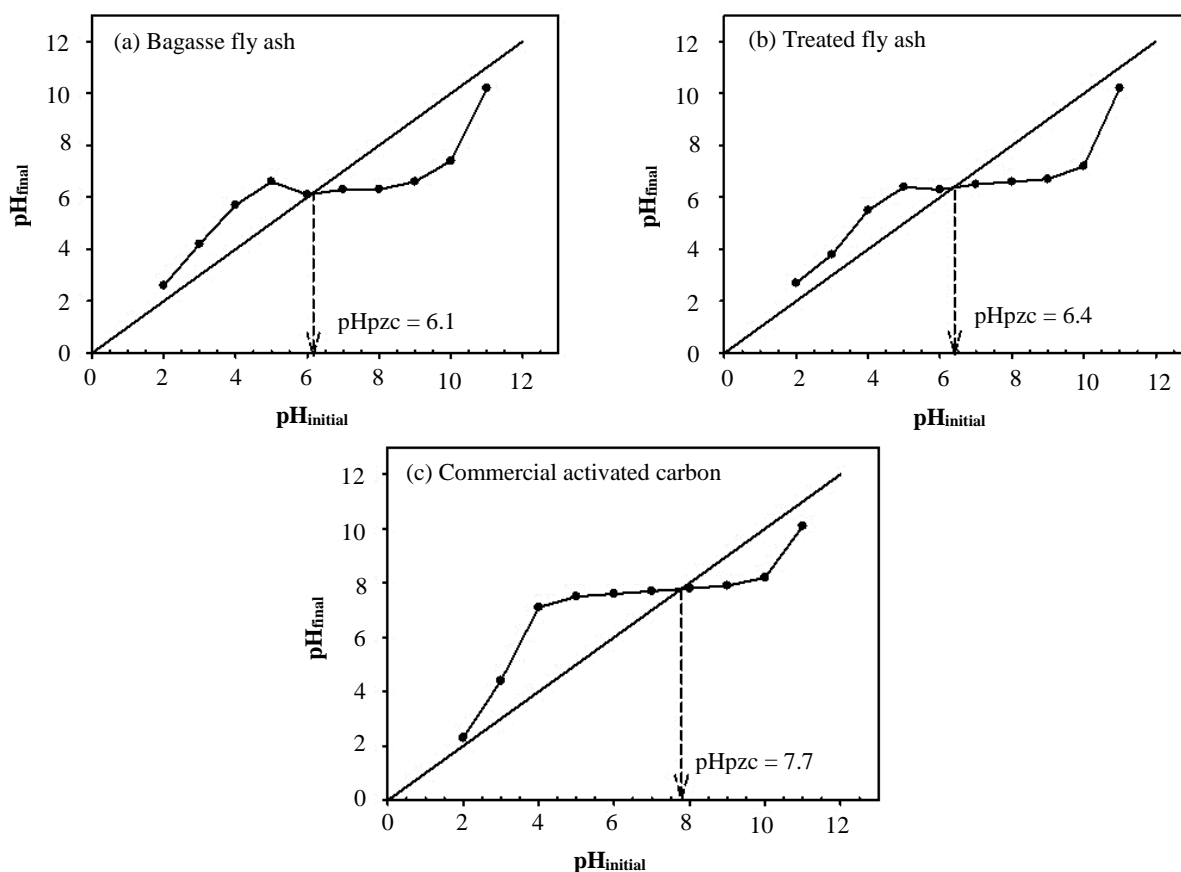 (a) Bagasse fly ash
12
10
8
6
4
2
0
pHfinal
pHpzc = 6.1
0 2 4 6 8 10 12
pHinitial
(b) Treated fly ash
12
10
8
6
4
2
0
pHfinal
pHpzc = 6.4
0 2 4 6 8 10 12
pHinitial
(c) Commercial activated carbon
12
10
8
6
4
2
0
pHfinal
pHpzc = 7.7
0 2 4 6 8 10 12
pHinitial